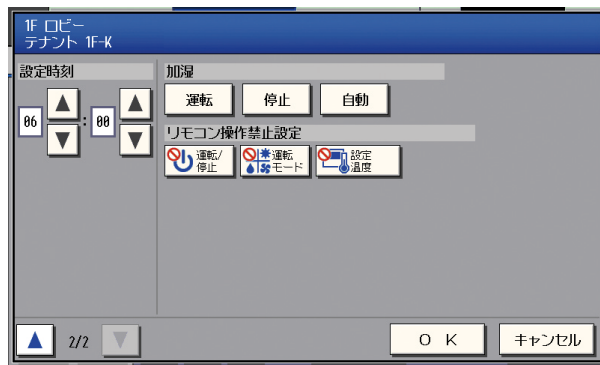 1F ロビー
テナント 1F-K
設定時刻
加湿
06 : 00
運転 停止 自動
リモコン操作禁止設定
運転/
停止
運転
モード
設定
温度
2/2
OK キャンセル